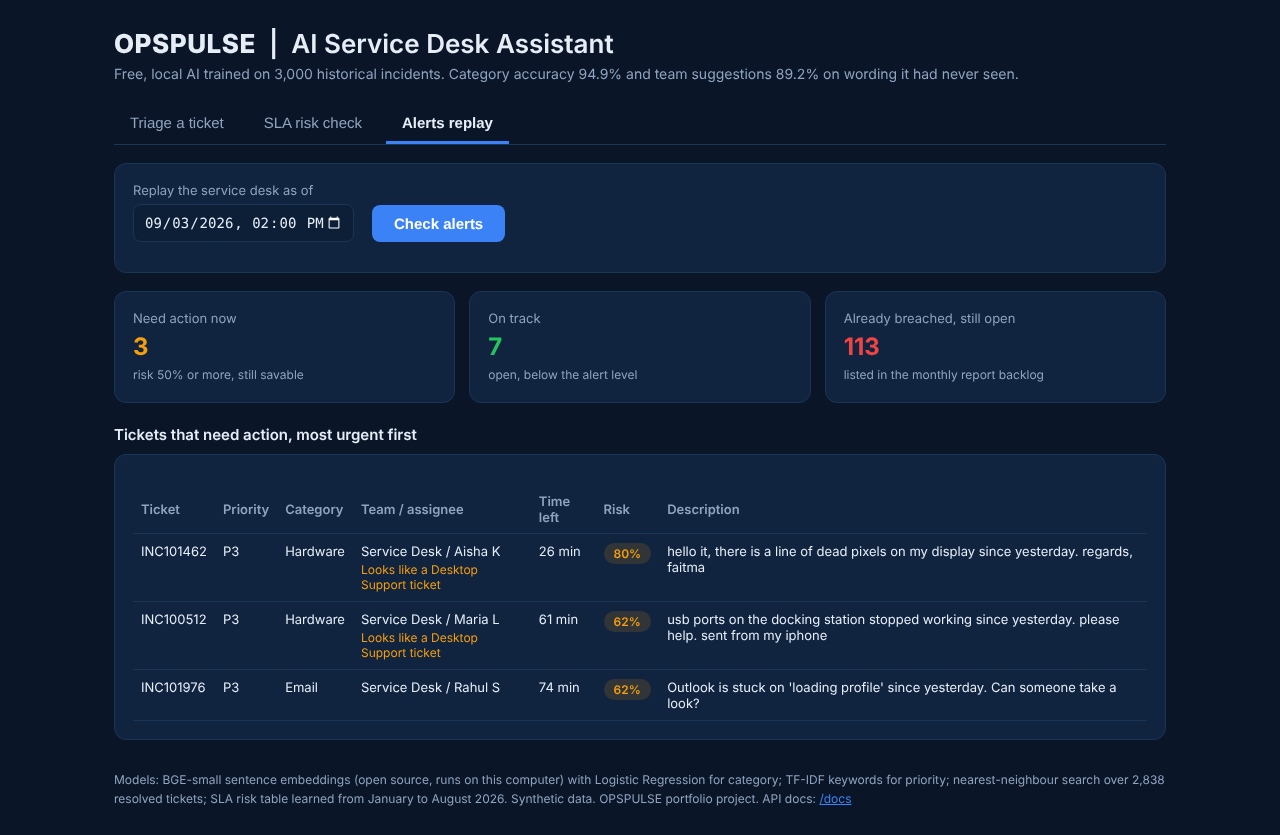 OPSPULSE | AI Service Desk Assistant
Free, local AI trained on 3,000 historical incidents. Category accuracy 94.9% and team suggestions 89.2% on wording it had never seen.
Triage a ticket SLA risk check Alerts replay
Replay the service desk as of
09/03/2026, 02:00 PM Check alerts
Need action now
3
risk 50% or more, still savable
On track
7
open, below the alert level
Already breached, still open
113
listed in the monthly report backlog
Tickets that need action, most urgent first
Ticket Priority Category Team / assignee Time left Risk Description
INC101462 P3 Hardware Service Desk / Aisha K 26 min 80% hello it, there is a line of dead pixels on my display since yesterday. regards,
faitma
Looks like a Desktop
Support ticket
INC100512 P3 Hardware Service Desk / Maria L 61 min 62% usb ports on the docking station stopped working since yesterday. please
help. sent from my iphone
Looks like a Desktop
Support ticket
INC101976 P3 Email Service Desk / Rahul S 74 min 62% Outlook is stuck on 'loading profile' since yesterday. Can someone take a
look?
Models: BGE-small sentence embeddings (open source, runs on this computer) with Logistic Regression for category; TF-IDF keywords for priority; nearest-neighbour search over 2,838
resolved tickets; SLA risk table learned from January to August 2026. Synthetic data. OPSPULSE portfolio project. API docs: /docs